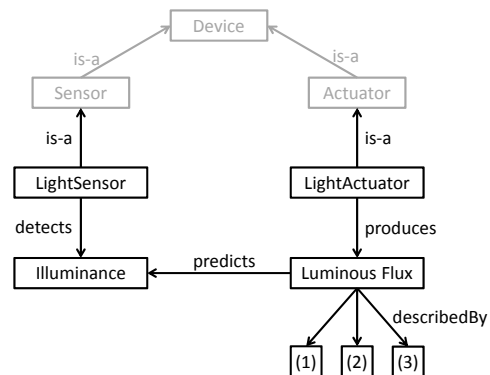 Device
is-a
is-a
Sensor
Actuator
is-a
is-a
LightSensor
LightActuator
detects
produces
predicts
Illuminance
Luminous Flux
describedBy
(1)
(2)
(3)